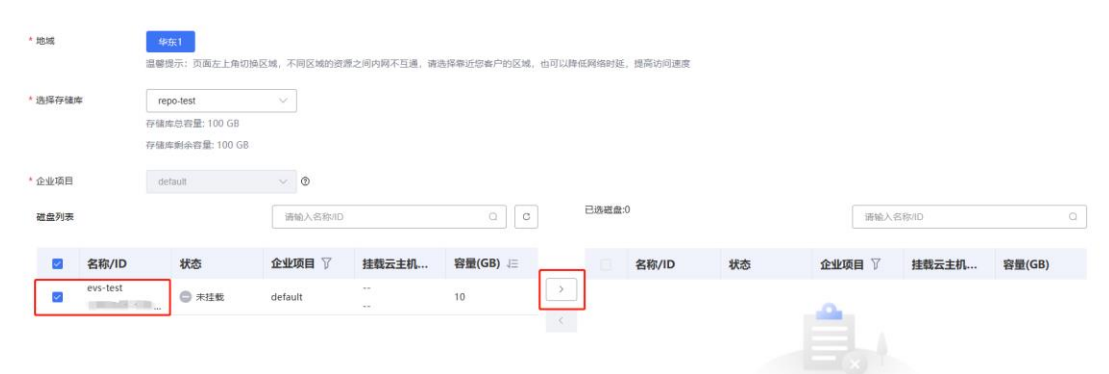 * 地域
华东1
温馨提示：页面左上角切换区域，不同区域的资源之间内网不互通，请选择靠近您客户的区域，也可以降低网络时延，提高访问速度
* 选择存储库
repo-test
存储库总容量: 100 GB
存储库剩余容量: 100 GB
* 企业项目
default
磁盘列表
请输入名称/ID
已选磁盘:0
请输入名称/ID
名称/ID 状态 企业项目 挂载云主机... 容量(GB)
名称/ID 状态 企业项目 挂载云主机... 容量(GB)
evs-test
...
未挂载 default -- 10
--